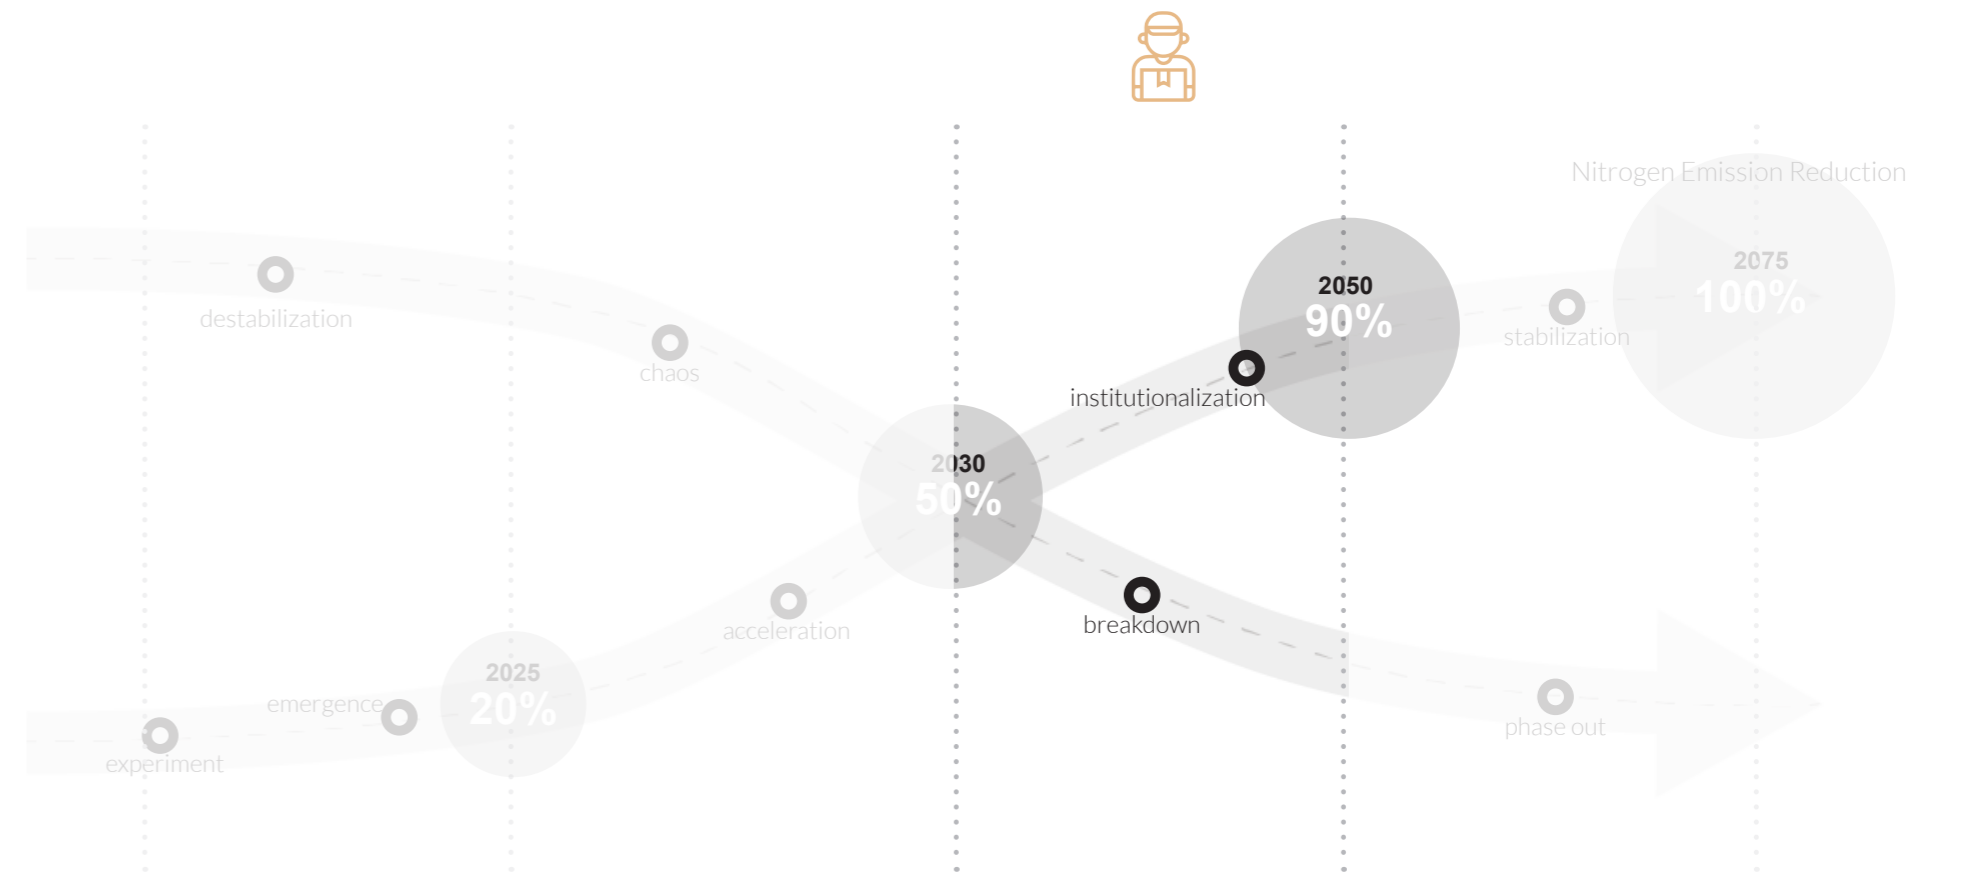 Nitrogen Emission Reduction
2075
100%
2050
90%
destabilization
stabilization
chaos
institutionalization
2030
50%
breakdown
acceleration
2025
20%
emergence
experiment
phase out